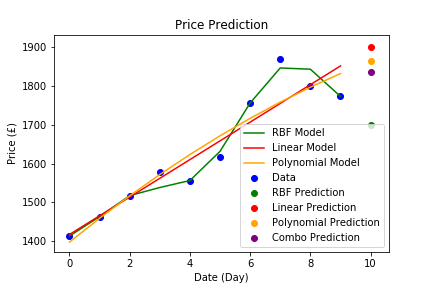 Price Prediction
1900
1800
1700
1600
1500
1400
Price (£)
RBF Model
Linear Model
Polynomial Model
Data
RBF Prediction
Linear Prediction
Polynomial Prediction
Combo Prediction
0 2 4 6 8 10
Date (Day)